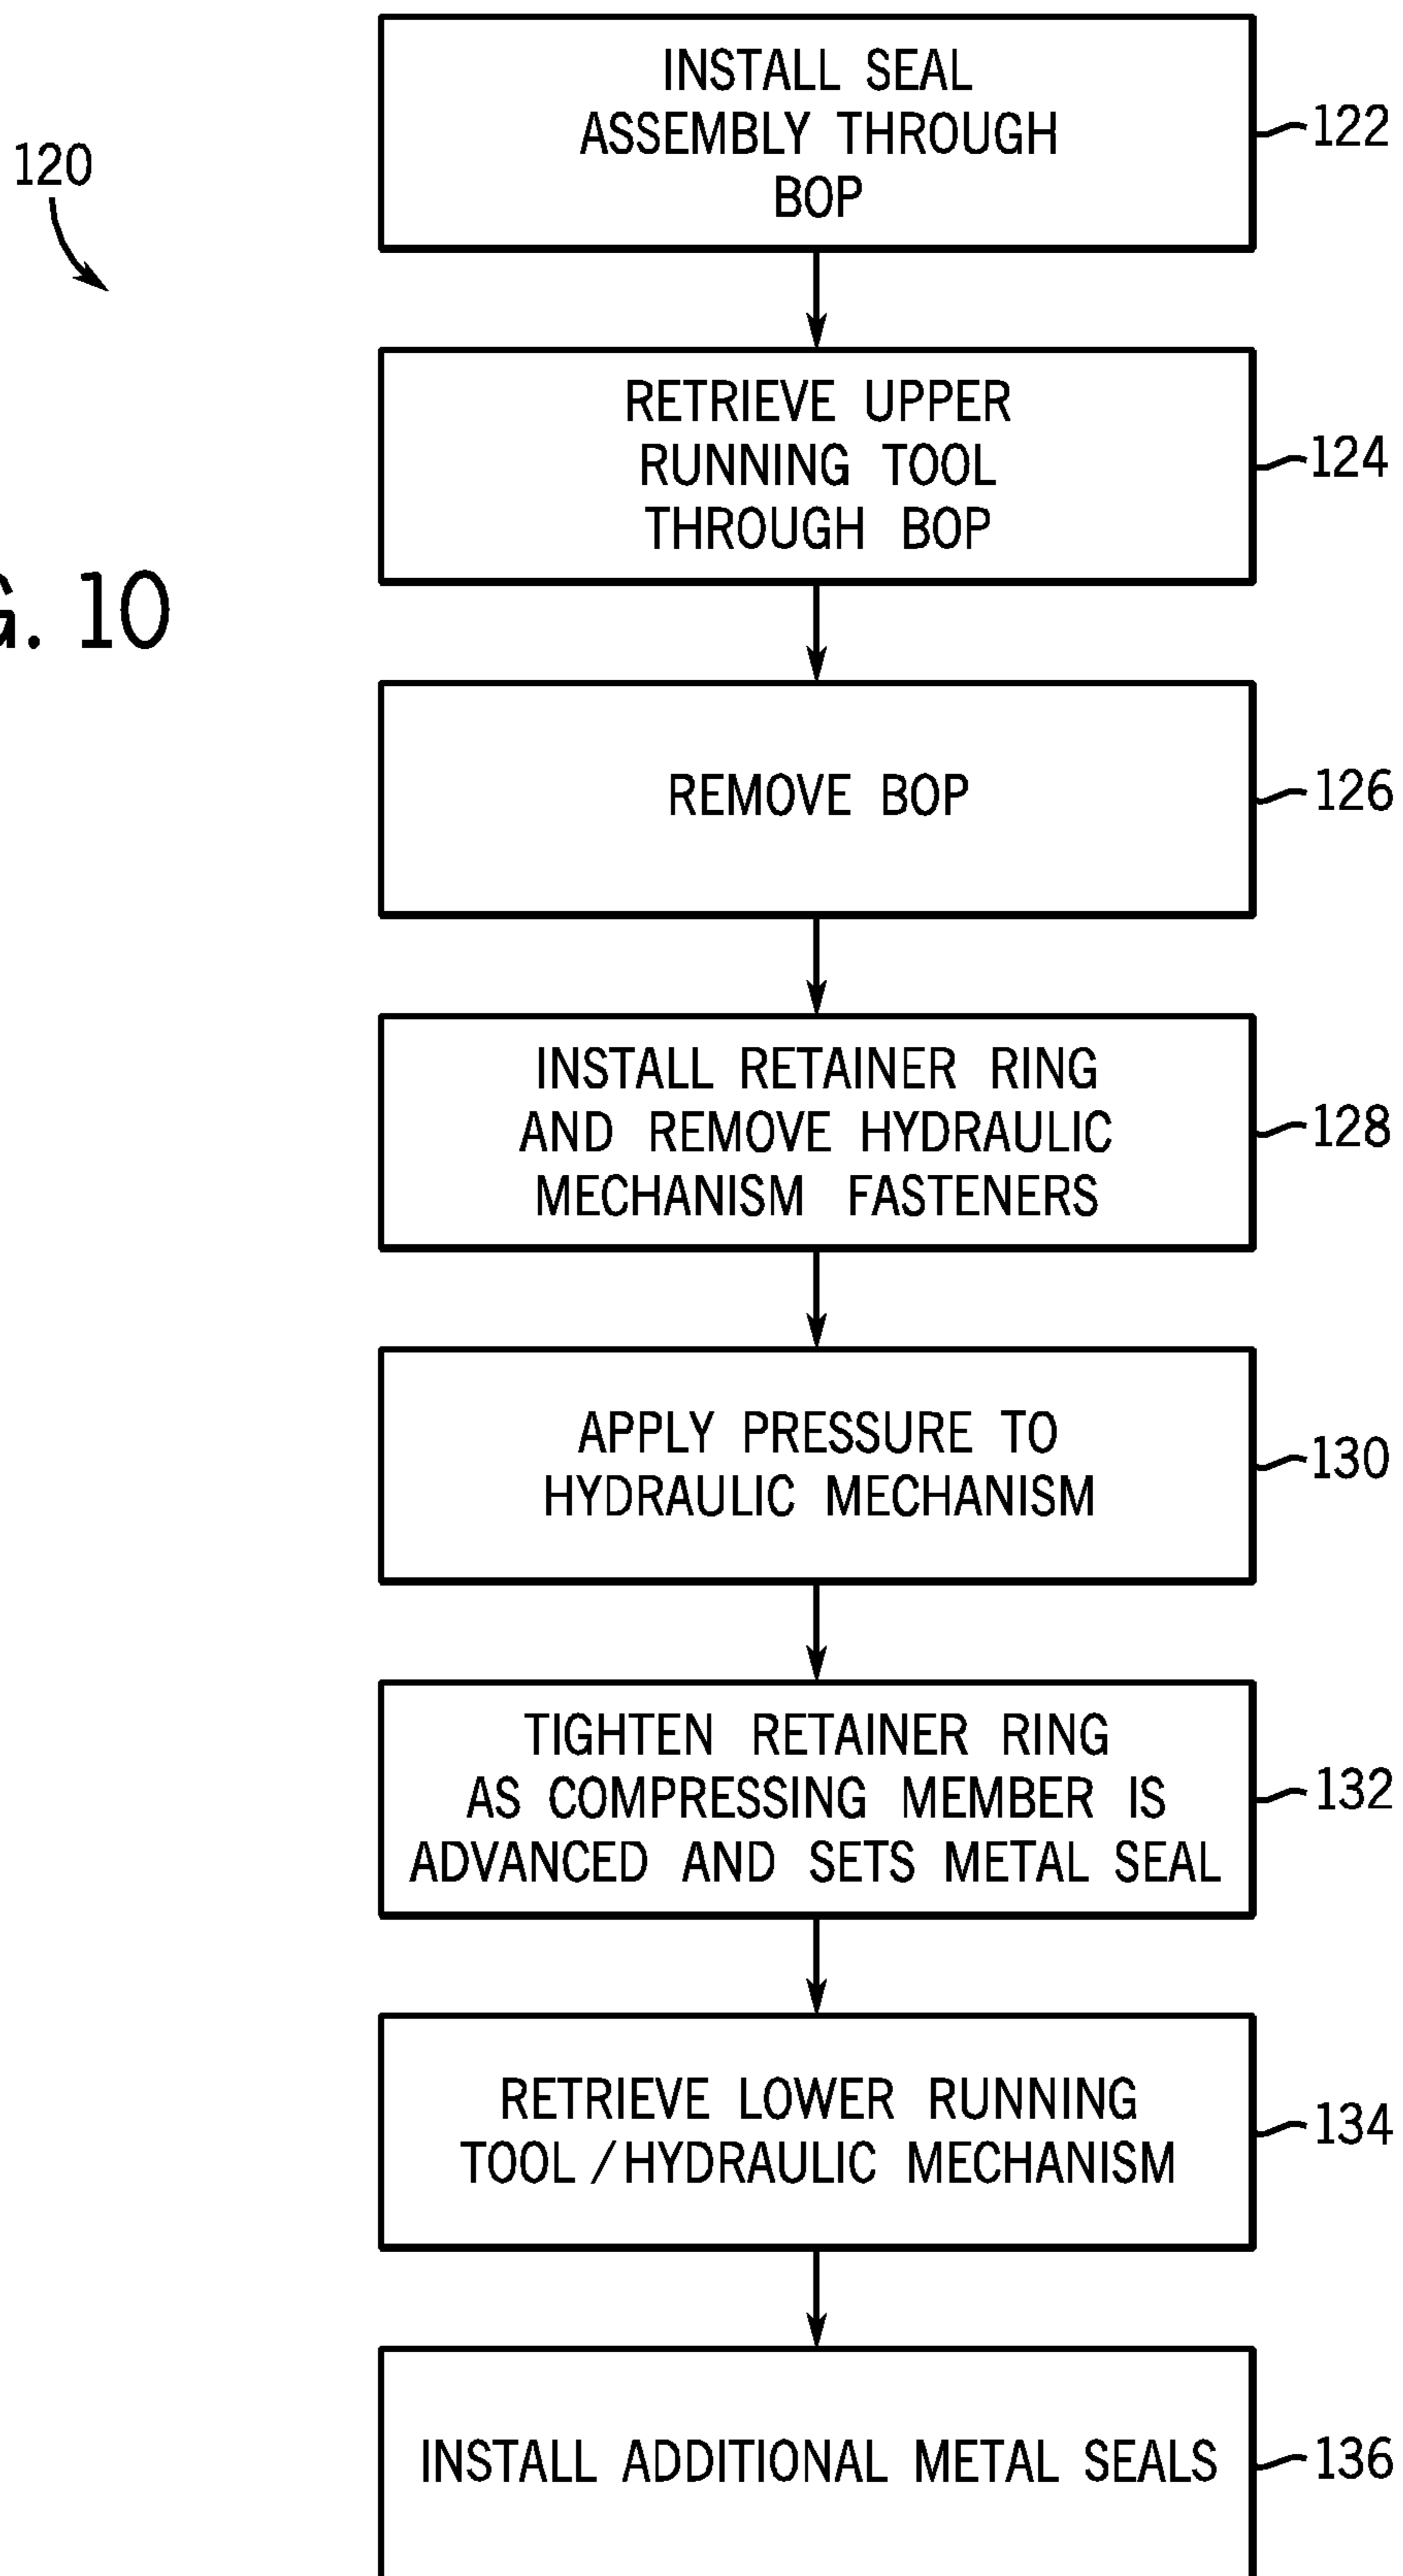 INSTALL SEAL
ASSEMBLY THROUGH
BOP
122
120
RETRIEVE UPPER
RUNNING TOOL
THROUGH BOP
124
G. 10
REMOVE BOP
126
INSTALL RETAINER RING
AND REMOVE HYDRAULIC
MECHANISM FASTENERS
128
APPLY PRESSURE TO
HYDRAULIC MECHANISM
130
TIGHTEN RETAINER RING
AS COMPRESSING MEMBER IS
ADVANCED AND SETS METAL SEAL
132
RETRIEVE LOWER RUNNING
TOOL / HYDRAULIC MECHANISM
134
INSTALL ADDITIONAL METAL SEALS
136